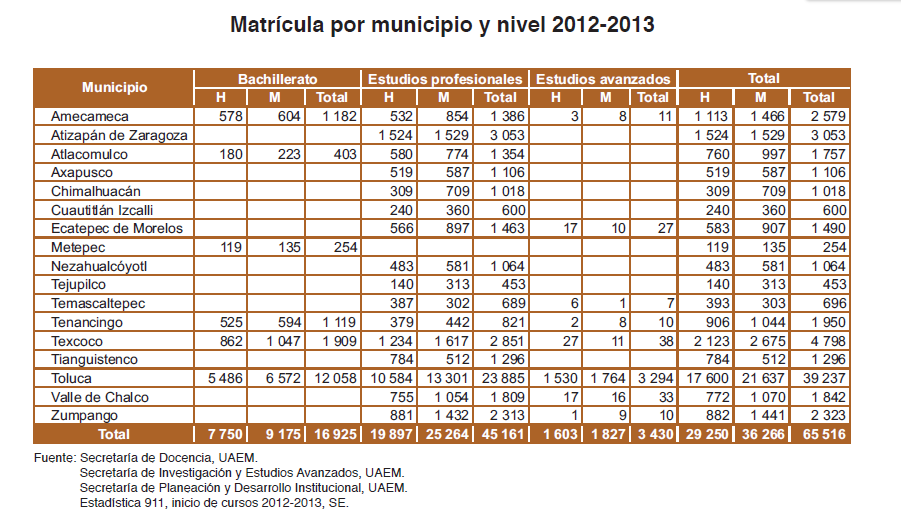 Matrícula por municipio y nivel 2012-2013
Municipio Bachillerato Estudios profesionales Estudios avanzados Total
H M Total H M Total H M Total H M Total
Amecameca 578 604 1 182 532 854 1 386 3 8 11 1 113 1 466 2 579
Atizapán de Zaragoza 1 524 1 529 3 053 1 524 1 529 3 053
Atlacomulco 180 223 403 580 774 1 354 760 997 1 757
Axapusco 519 587 1 106 519 587 1 106
Chimalhuacán 309 709 1 018 309 709 1 018
Cuautitlán Izcalli 240 360 600 240 360 600
Ecatepec de Morelos 566 897 1 463 17 10 27 583 907 1 490
Metepec 119 135 254 119 135 254
Nezahualcóyotl 483 581 1 064 483 581 1 064
Tejupilco 140 313 453 140 313 453
Temascaltepec 387 302 689 6 1 7 393 303 696
Tenancingo 525 594 1 119 379 442 821 2 8 10 906 1 044 1 950
Texcoco 862 1 047 1 909 1 234 1 617 2 851 27 11 38 2 123 2 675 4 798
Tianguistenco 784 512 1 296 784 512 1 296
Toluca 5 486 6 572 12 058 10 584 13 301 23 885 1 530 1 764 3 294 17 600 21 637 39 237
Valle de Chalco 755 1 054 1 809 17 16 33 772 1 070 1 842
Zumpango 881 1 432 2 313 1 9 10 882 1 441 2 323
Total 7 750 9 175 16 925 19 897 25 264 45 161 1 603 1 827 3 430 29 250 36 266 65 516
Fuente: Secretaría de Docencia, UAEM.
Secretaría de Investigación y Estudios Avanzados, UAEM.
Secretaría de Planeación y Desarrollo Institucional, UAEM.
Estadística 911, inicio de cursos 2012-2013, SE.